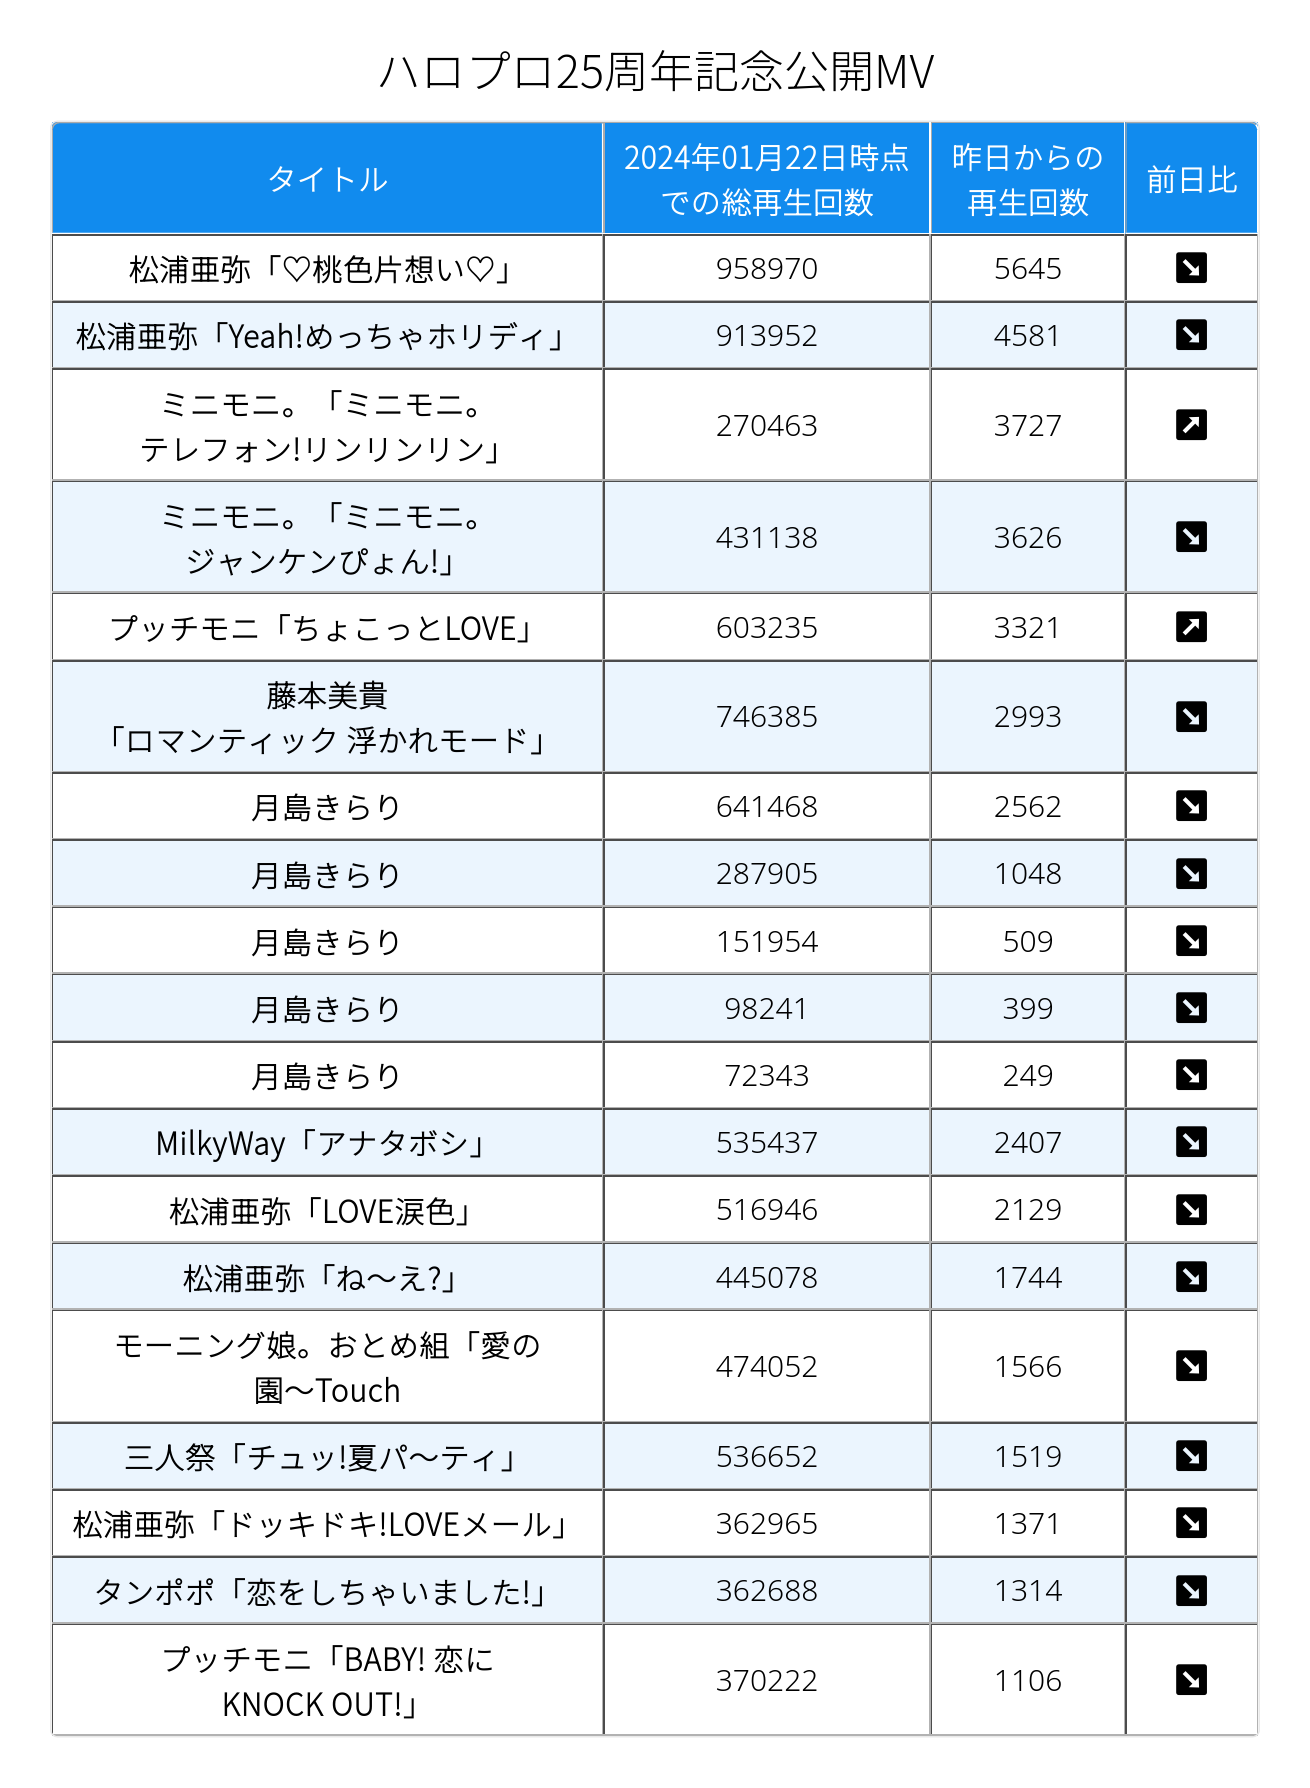 ハロプロ25周年記念公開MV
タイトル
2024年01月22日時点
での総再生回数
昨日からの
再生回数
前日比
松浦亜弥「♡桃色片想い♡」 958970 5645 ↘
松浦亜弥「Yeah!めっちゃホリディ」 913952 4581 ↘
ミニモニ。「ミニモニ。
テレフォン!リンリンリン」
270463 3727 ↗
ミニモニ。「ミニモニ。
ジャンケンぴょん!」
431138 3626 ↘
プッチモニ「ちょこっとLOVE」 603235 3321 ↗
藤本美貴
「ロマンティック 浮かれモード」
746385 2993 ↘
月島きらり 641468 2562 ↘
月島きらり 287905 1048 ↘
月島きらり 151954 509 ↘
月島きらり 98241 399 ↘
月島きらり 72343 249 ↘
MilkyWay「アナタボシ」 535437 2407 ↘
松浦亜弥「LOVE涙色」 516946 2129 ↘
松浦亜弥「ね〜え?」 445078 1744 ↘
モーニング娘。おとめ組「愛の
園〜Touch
474052 1566 ↘
三人祭「チュッ!夏パ〜ティ」 536652 1519 ↘
松浦亜弥「ドッキドキ!LOVEメール」 362965 1371 ↘
タンポポ「恋をしちゃいました!」 362688 1314 ↘
プッチモニ「BABY! 恋に
KNOCK OUT!」
370222 1106 ↘